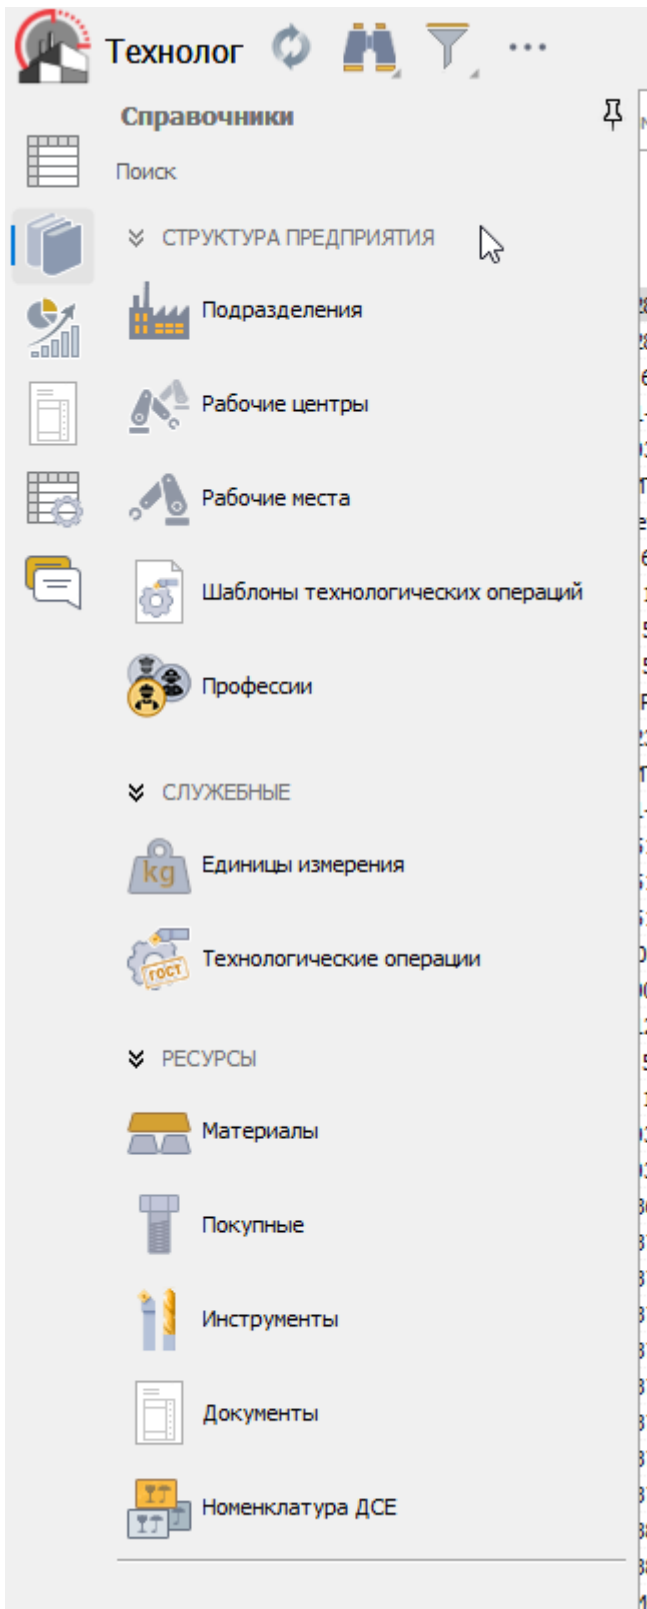 Технолог
Справочники
Поиск
СТРУКТУРА ПРЕДПРИЯТИЯ
Подразделения
Рабочие центры
Рабочие места
Шаблоны технологических операций
Профессии
СЛУЖЕБНЫЕ
kg
Единицы измерения
ГОСТ
Технологические операции
РЕСУРСЫ
Материалы
Покупные
Инструменты
Документы
Номенклатура ДСЕ